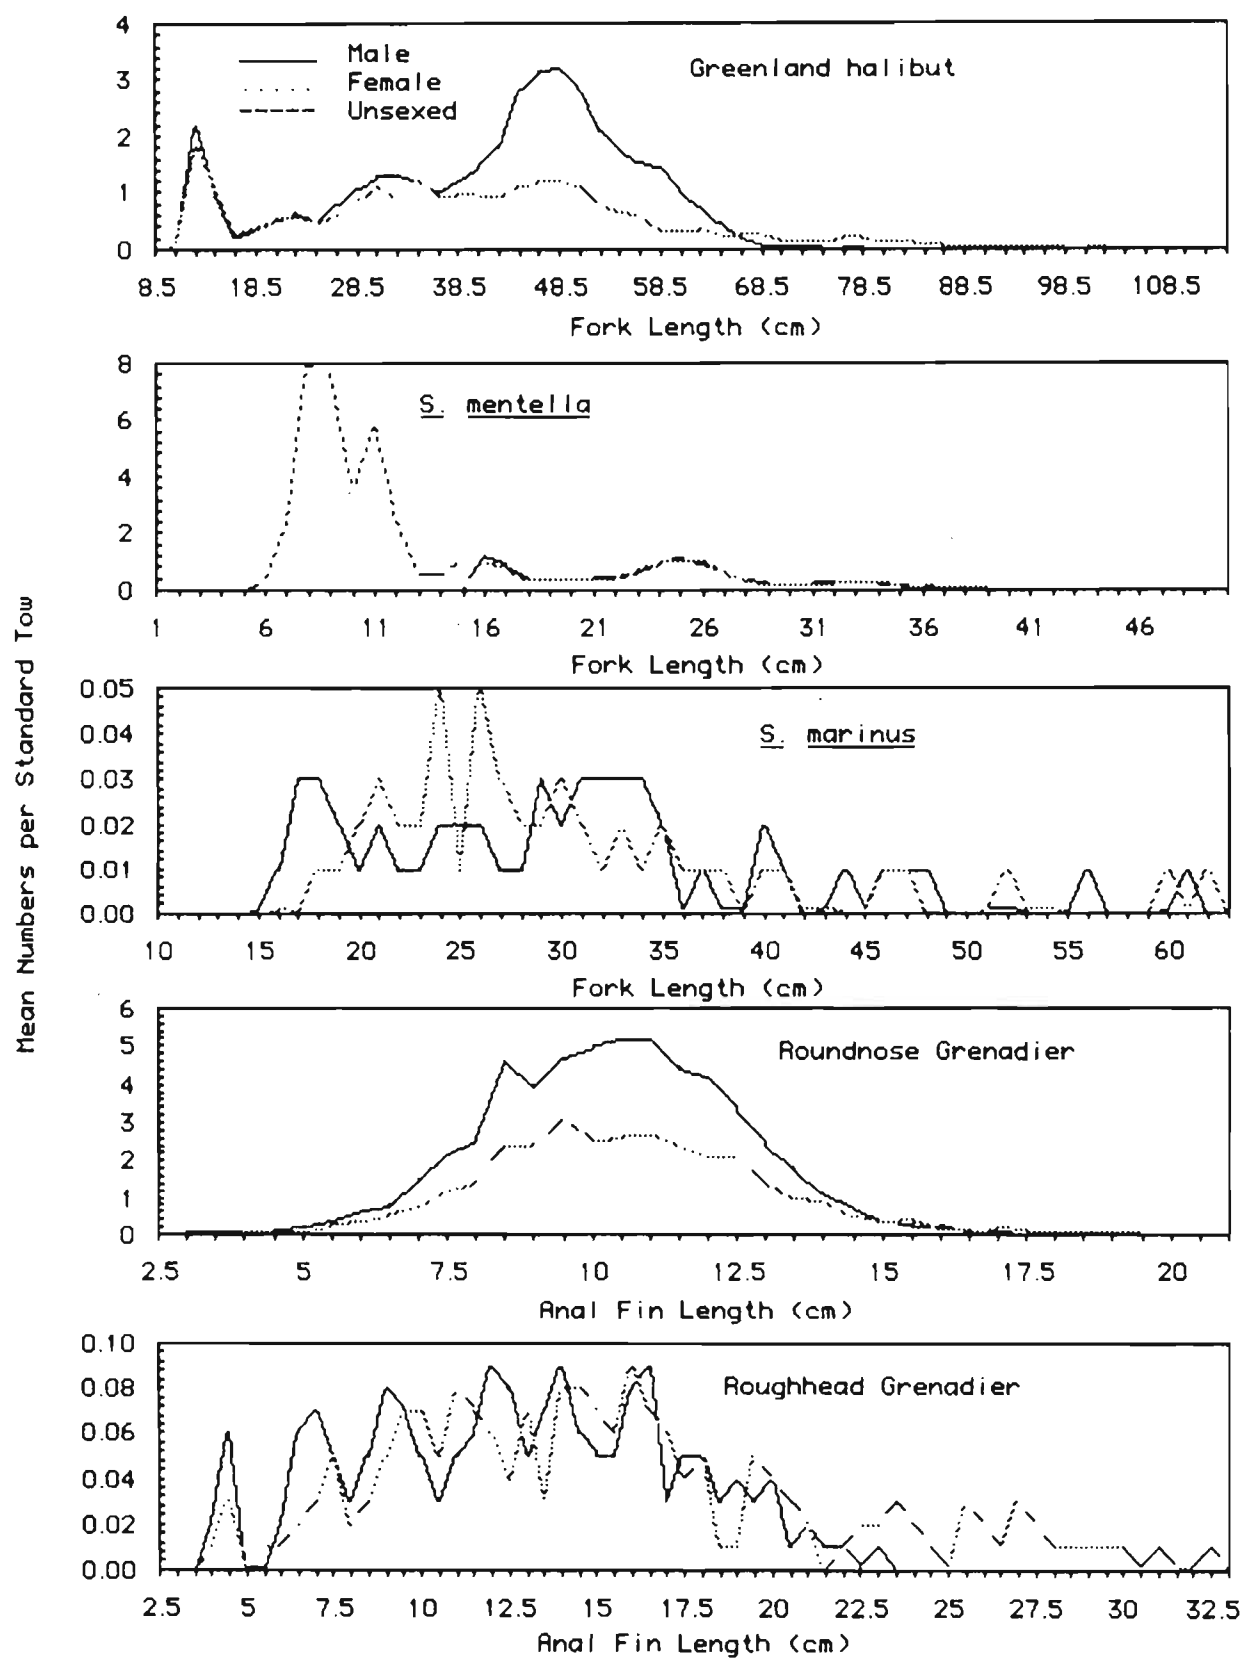 Mean Numbers per Standard Tow
4
3
2
1
0
Male
Female
Unsexed
Greenland halibut
8.5 18.5 28.5 38.5 48.5 58.5 68.5 78.5 88.5 98.5 108.5
Fork Length (cm)
8
6
4
2
0
S. mentella
1 6 11 16 21 26 31 36 41 46
Fork Length (cm)
0.05
0.04
0.03
0.02
0.01
0.00
S. marinus
10 15 20 25 30 35 40 45 50 55 60
Fork Length (cm)
6
5
4
3
2
1
0
Roundnose Grenadier
2.5 5 7.5 10 12.5 15 17.5 20
Anal Fin Length (cm)
0.10
0.08
0.06
0.04
0.02
0.00
Roughhead Grenadier
2.5 5 7.5 10 12.5 15 17.5 20 22.5 25 27.5 30 32.5
Anal Fin Length (cm)